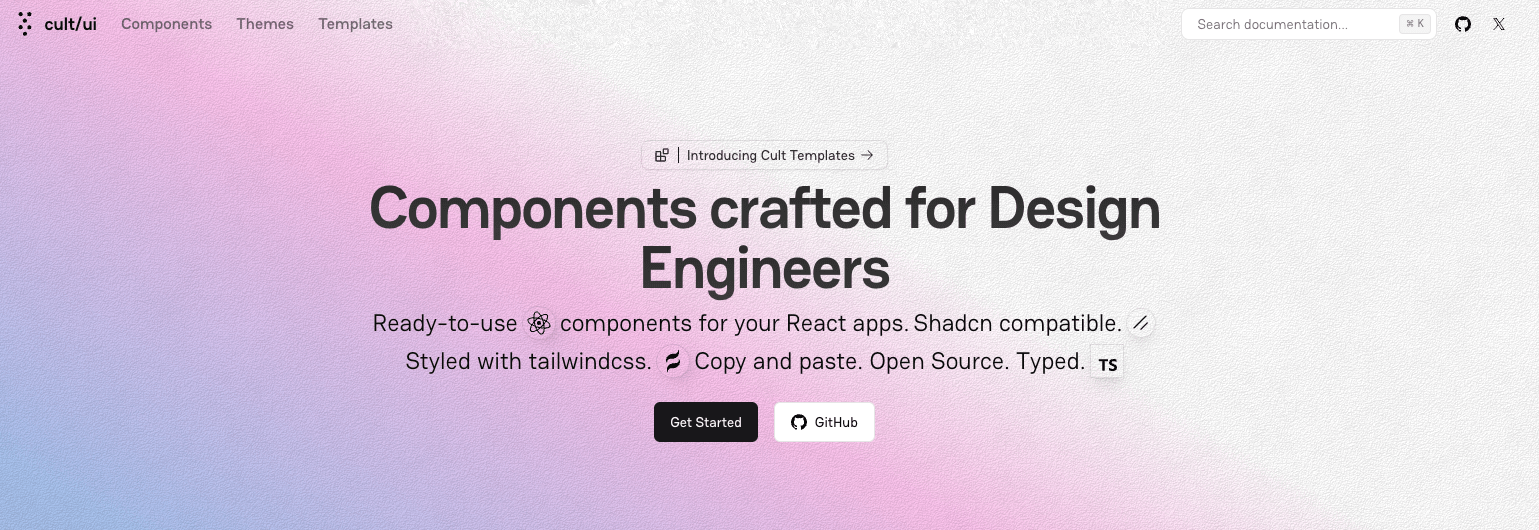 cult/ui Components Themes Templates Search documentation... ⌘ K
Introducing Cult Templates →
Components crafted for Design
Engineers
Ready-to-use components for your React apps. Shadcn compatible.
Styled with tailwindcss. Copy and paste. Open Source. Typed. TS
Get Started GitHub